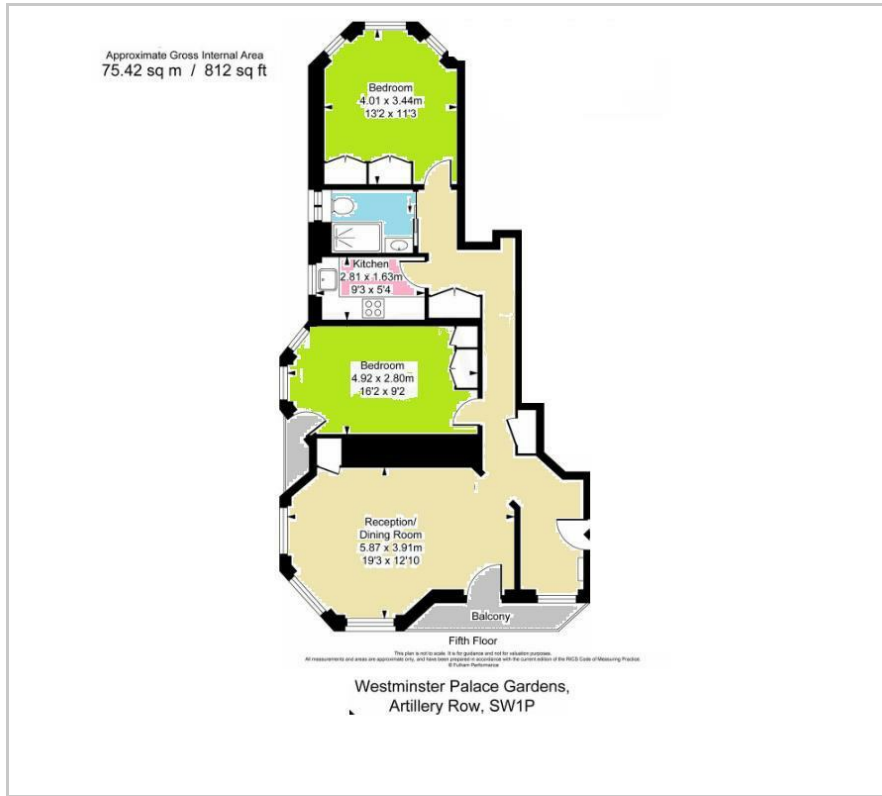 Approximate Gross Internal Area
75.42 sq m / 812 sq ft
Bedroom
4.01 x 3.44m
13'2 x 11'3
Kitchen
2.81 x 1.63m
9'3 x 5'4
Bedroom
4.92 x 2.80m
16'2 x 9'2
Reception/
Dining Room
5.87 x 3.91m
19'3 x 12'10
Balcony
Fifth Floor
This plan is not to scale. It is for guidance and not for valuation purposes.
All measurements and areas are approximate only, and have been prepared in accordance with the current edition of the RICS Code of Measuring Practice.
© Fulham Performance
Westminster Palace Gardens,
Artillery Row, SW1P